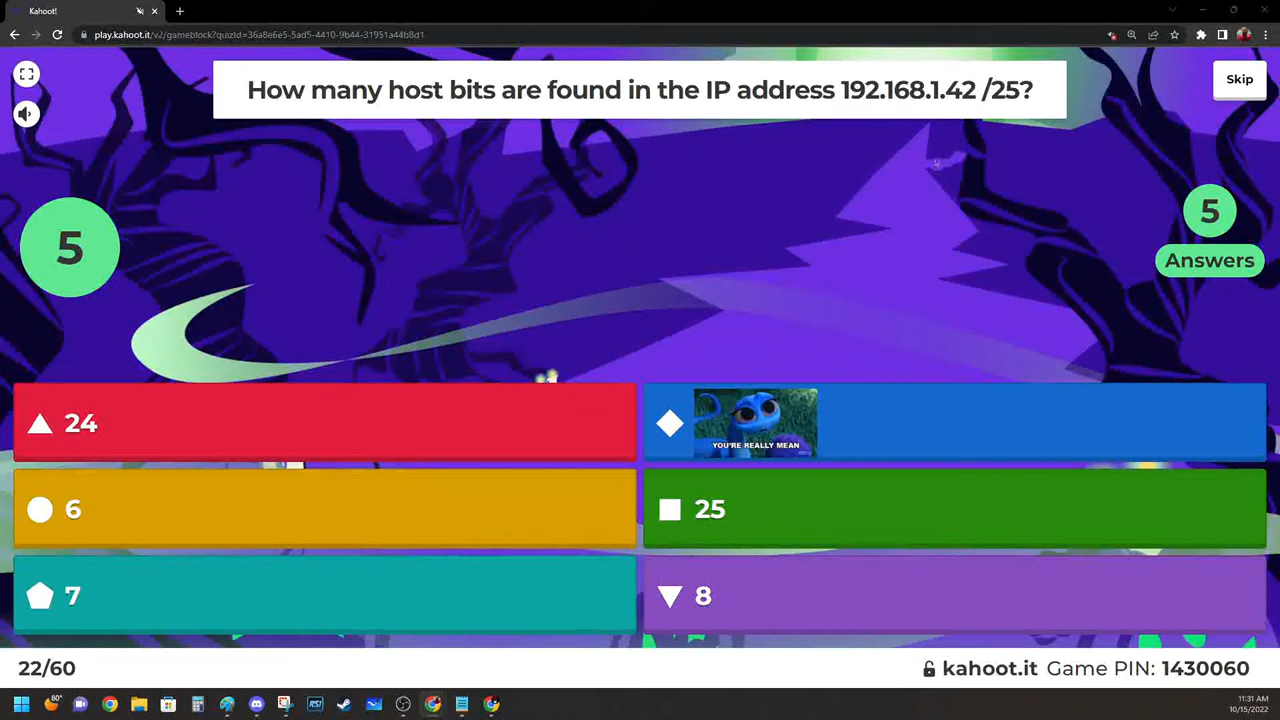 Kahoot!
play.kahoot.it/v2/gameblock?quizId=36a8e6e5-5ad5-4410-9b44-31951a44b8d1
How many host bits are found in the IP address 192.168.1.42 /25?
Skip
5
5
Answers
24
YOU'RE REALLY MEAN
6
25
7
8
22/60
kahoot.it Game PIN: 1430060
80°
RSI
11:31 AM
10/15/2022